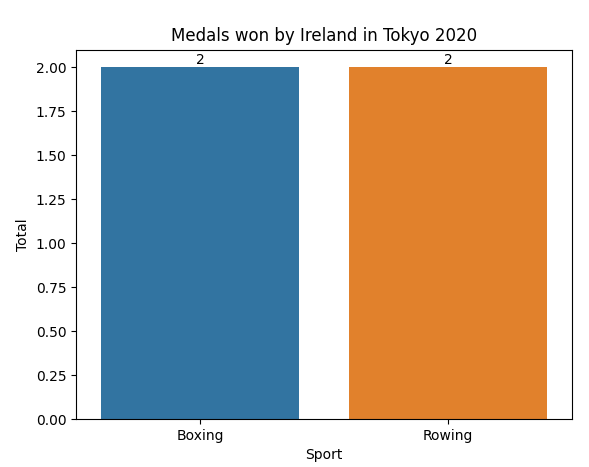 Medals won by Ireland in Tokyo 2020
2 2
2.00
1.75
1.50
1.25
1.00
0.75
0.50
0.25
0.00
Total
Boxing Rowing
Sport